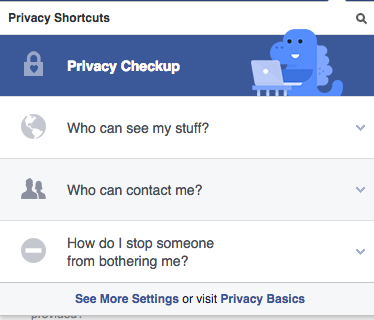 Privacy Shortcuts
Privacy Checkup
Who can see my stuff?
Who can contact me?
How do I stop someone
from bothering me?
See More Settings or visit Privacy Basics
provided?